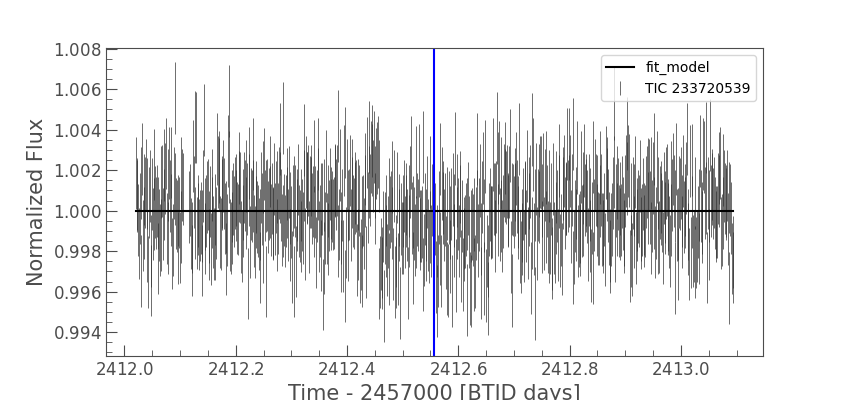 1.008
1.006
1.004
1.002
1.000
0.998
0.996
0.994
Normalized Flux
fit_model
TIC 233720539
2412.0 2412.2 2412.4 2412.6 2412.8 2413.0
Time - 2457000 [BTJD days]